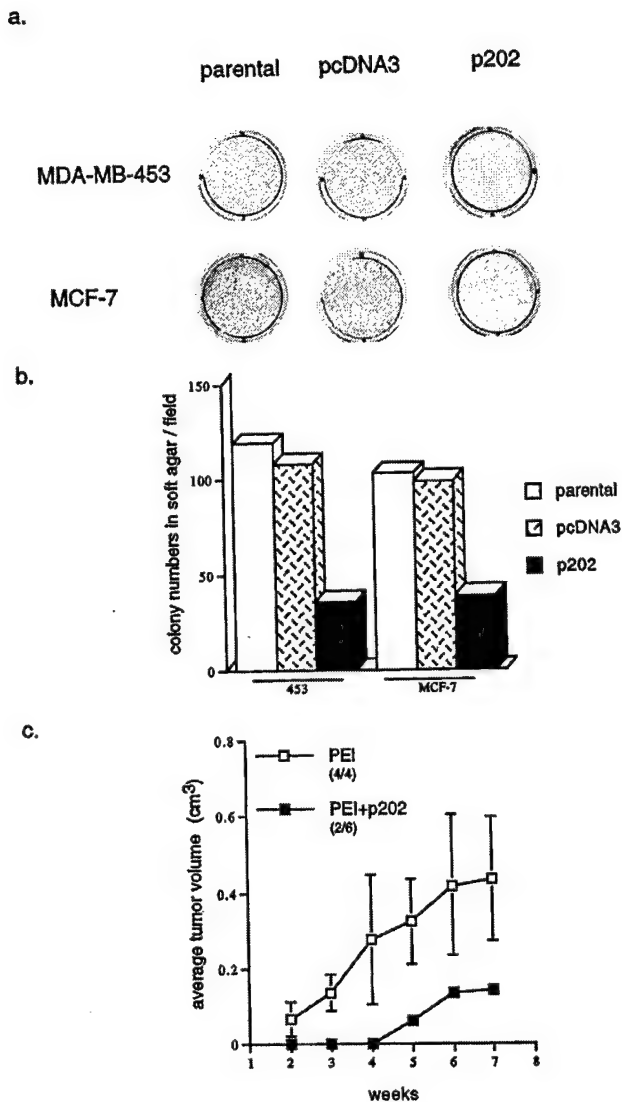 a.
parental pcDNA3 p202
MDA-MB-453
MCF-7
b.
colony numbers in soft agar / field
150
100
50
0
453 MCF-7
parental
pcDNA3
p202
c.
average tumor volume (cm³)
0.8
0.6
0.4
0.2
0
PEI
(4/4)
PEI+p202
(2/6)
1 2 3 4 5 6 7 8
weeks